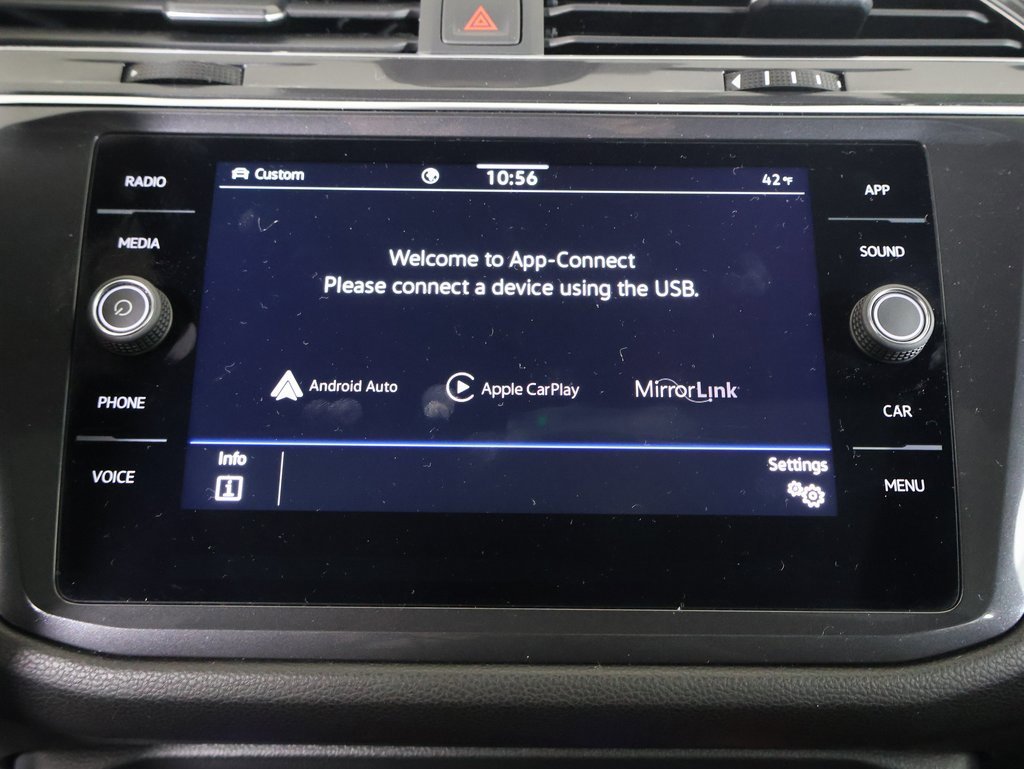 RADIO
MEDIA
PHONE
VOICE
Custom
10:56
42°F
Welcome to App-Connect
Please connect a device using the USB.
Android Auto
Apple CarPlay
MirrorLink
Info
i
Settings
APP
SOUND
CAR
MENU